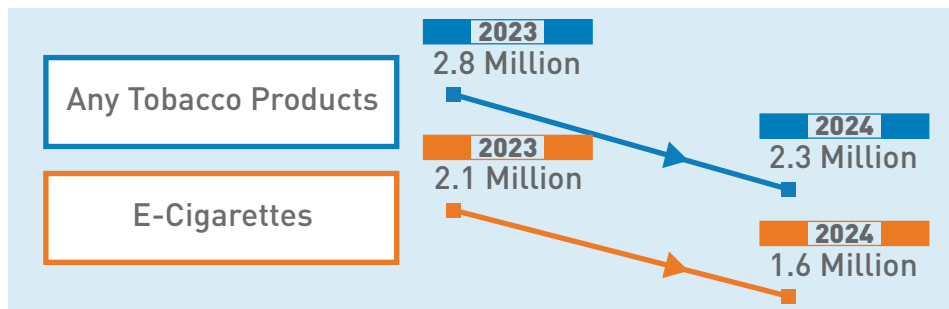 Any Tobacco Products
2023
2.8 Million
2024
2.3 Million
E-Cigarettes
2023
2.1 Million
2024
1.6 Million